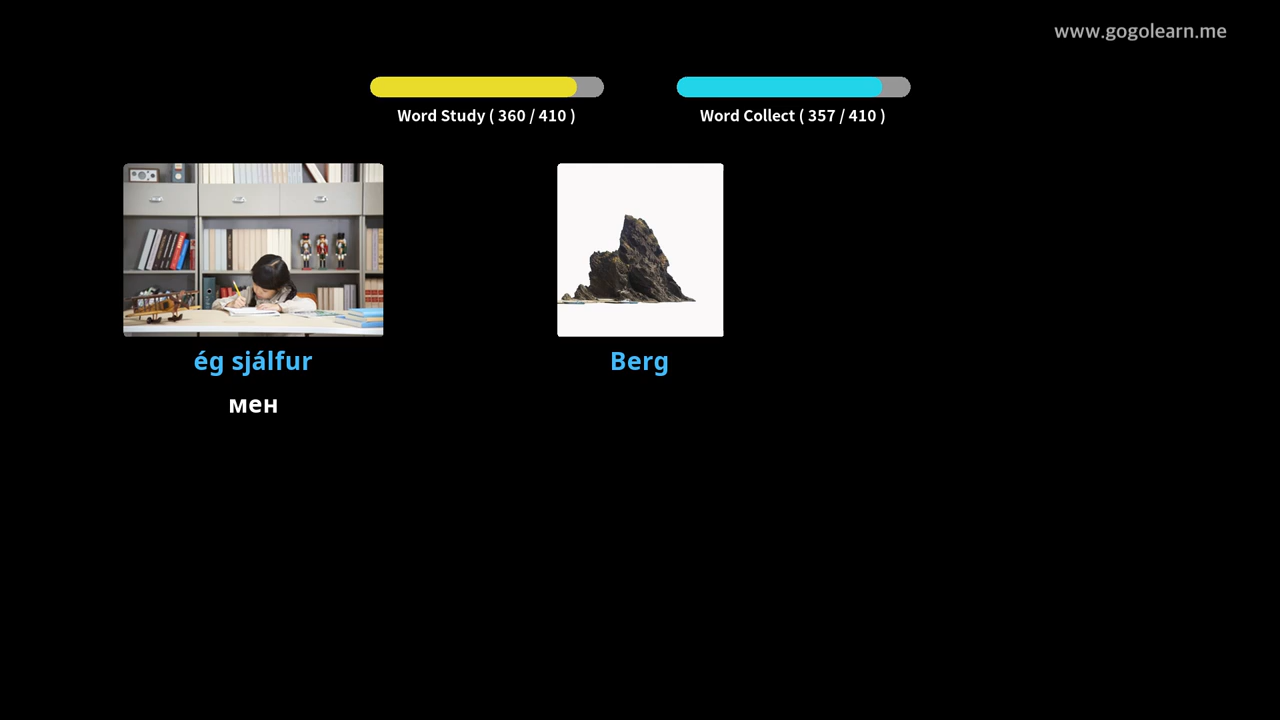 www.gogolearn.me
Word Study ( 360 / 410 )
Word Collect ( 357 / 410 )
ég sjálfur
мен
Berg